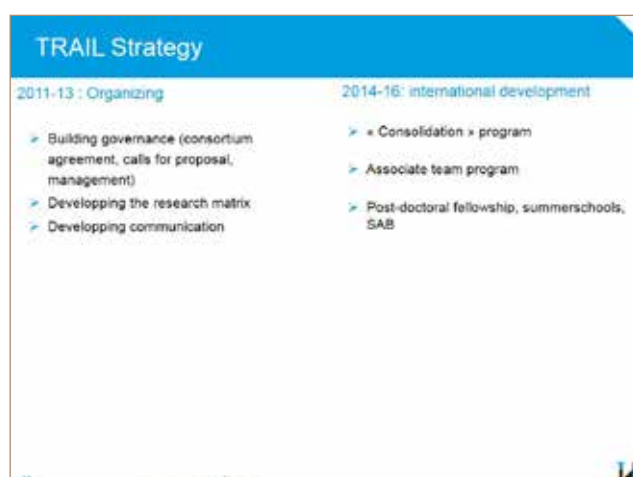 TRAIL Strategy
2011-13 : Organizing
Building governance (consortium
agreement, calls for proposal,
management)
Developping the research matrix
Developping communication
2014-16: international development
« Consolidation » program
Associate team program
Post-doctoral fellowship, summerschools,
SAB